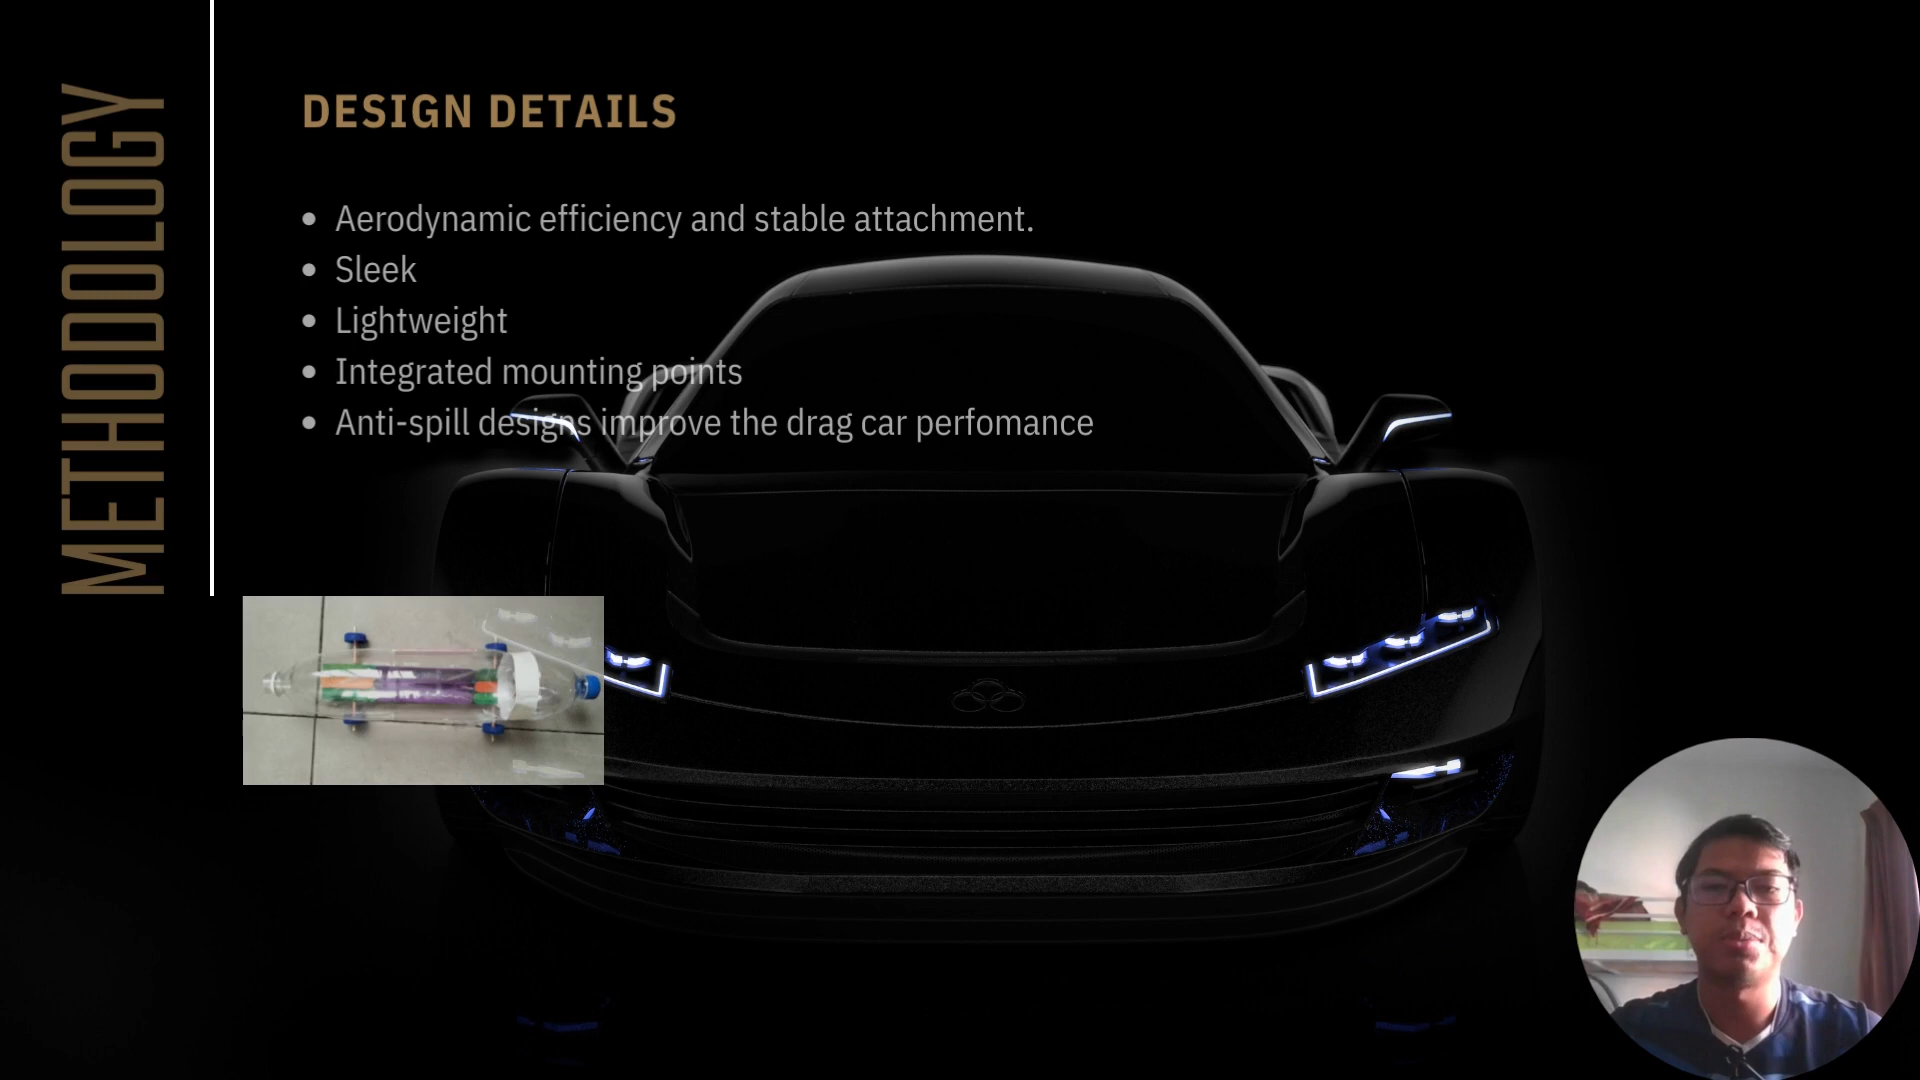 METHODOLOGY
DESIGN DETAILS
• Aerodynamic efficiency and stable attachment.
• Sleek
• Lightweight
• Integrated mounting points
• Anti-spill designs improve the drag car perfomance